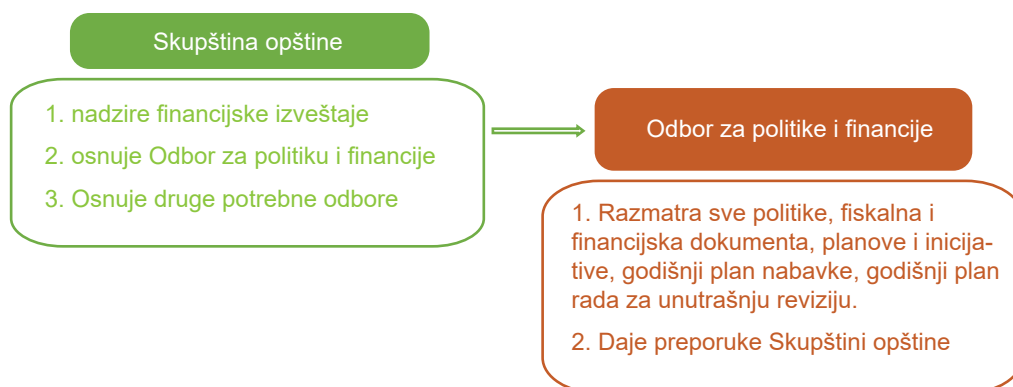 Skupština opštine
1. nadzire financijske izveštaje
2. osnuje Odbor za politiku i financije
3. Osnuje druge potrebne odbore
Odbor za politike i financije
1. Razmatra sve politike, fiskalna i
financijska dokumenta, planove i inicija-
tive, godišnji plan nabavke, godišnji plan
rada za unutrašnju reviziju.
2. Daje preporuke Skupštini opštine